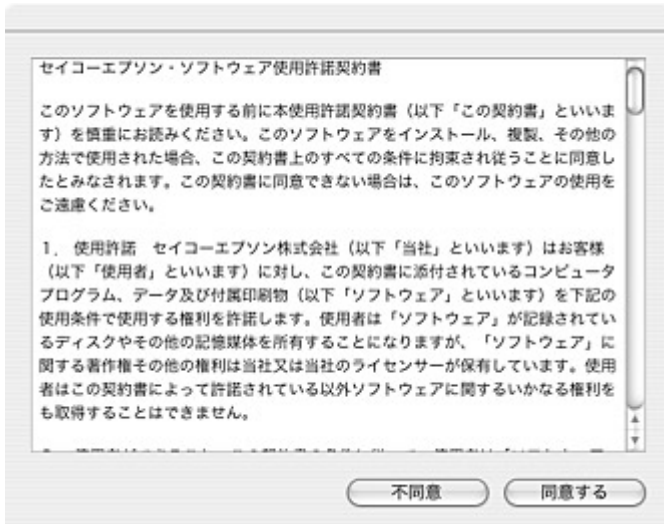 セイコーエプソン・ソフトウェア使用許諾契約書
このソフトウェアを使用する前に本使用許諾契約書（以下「この契約書」といいま
す）を慎重にお読みください。このソフトウェアをインストール、複製、その他の
方法で使用された場合、この契約書上のすべての条件に拘束され従うことに同意し
たとみなされます。この契約書に同意できない場合は、このソフトウェアの使用を
ご遠慮ください。
1． 使用許諾　セイコーエプソン株式会社（以下「当社」といいます）はお客様
（以下「使用者」といいます）に対し、この契約書に添付されているコンピュータ
プログラム、データ及び付属印刷物（以下「ソフトウェア」といいます）を下記の
使用条件で使用する権利を許諾します。使用者は「ソフトウェア」が記録されてい
るディスクやその他の記憶媒体を所有することになりますが、「ソフトウェア」に
関する著作権その他の権利は当社又は当社のライセンサーが保有しています。使用
者はこの契約書によって許諾されている以外ソフトウェアに関するいかなる権利を
も取得することはできません。
不同意
同意する